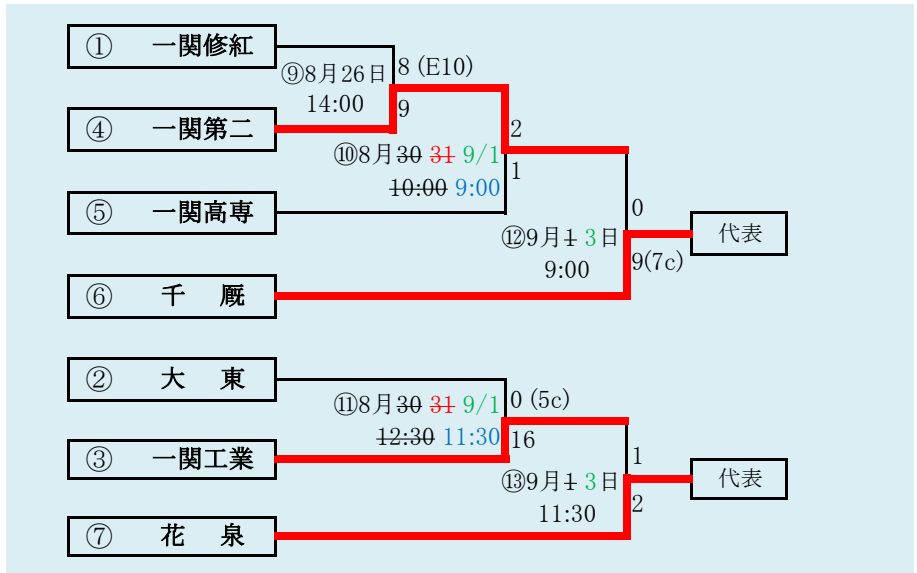 ① 一関修紅
⑨8月26日 8 (E10)
14:00 9
④ 一関第二
2
⑩8月30 31 9/1
1
10:00 9:00
⑤ 一関高専
0
⑫9月1 3日
代表
9:00 9(7c)
⑥ 千 厩
② 大 東
⑪8月30 31 9/1 0 (5c)
12:30 11:30 16
③ 一関工業
1
⑬9月1 3日
代表
11:30 2
⑦ 花 泉